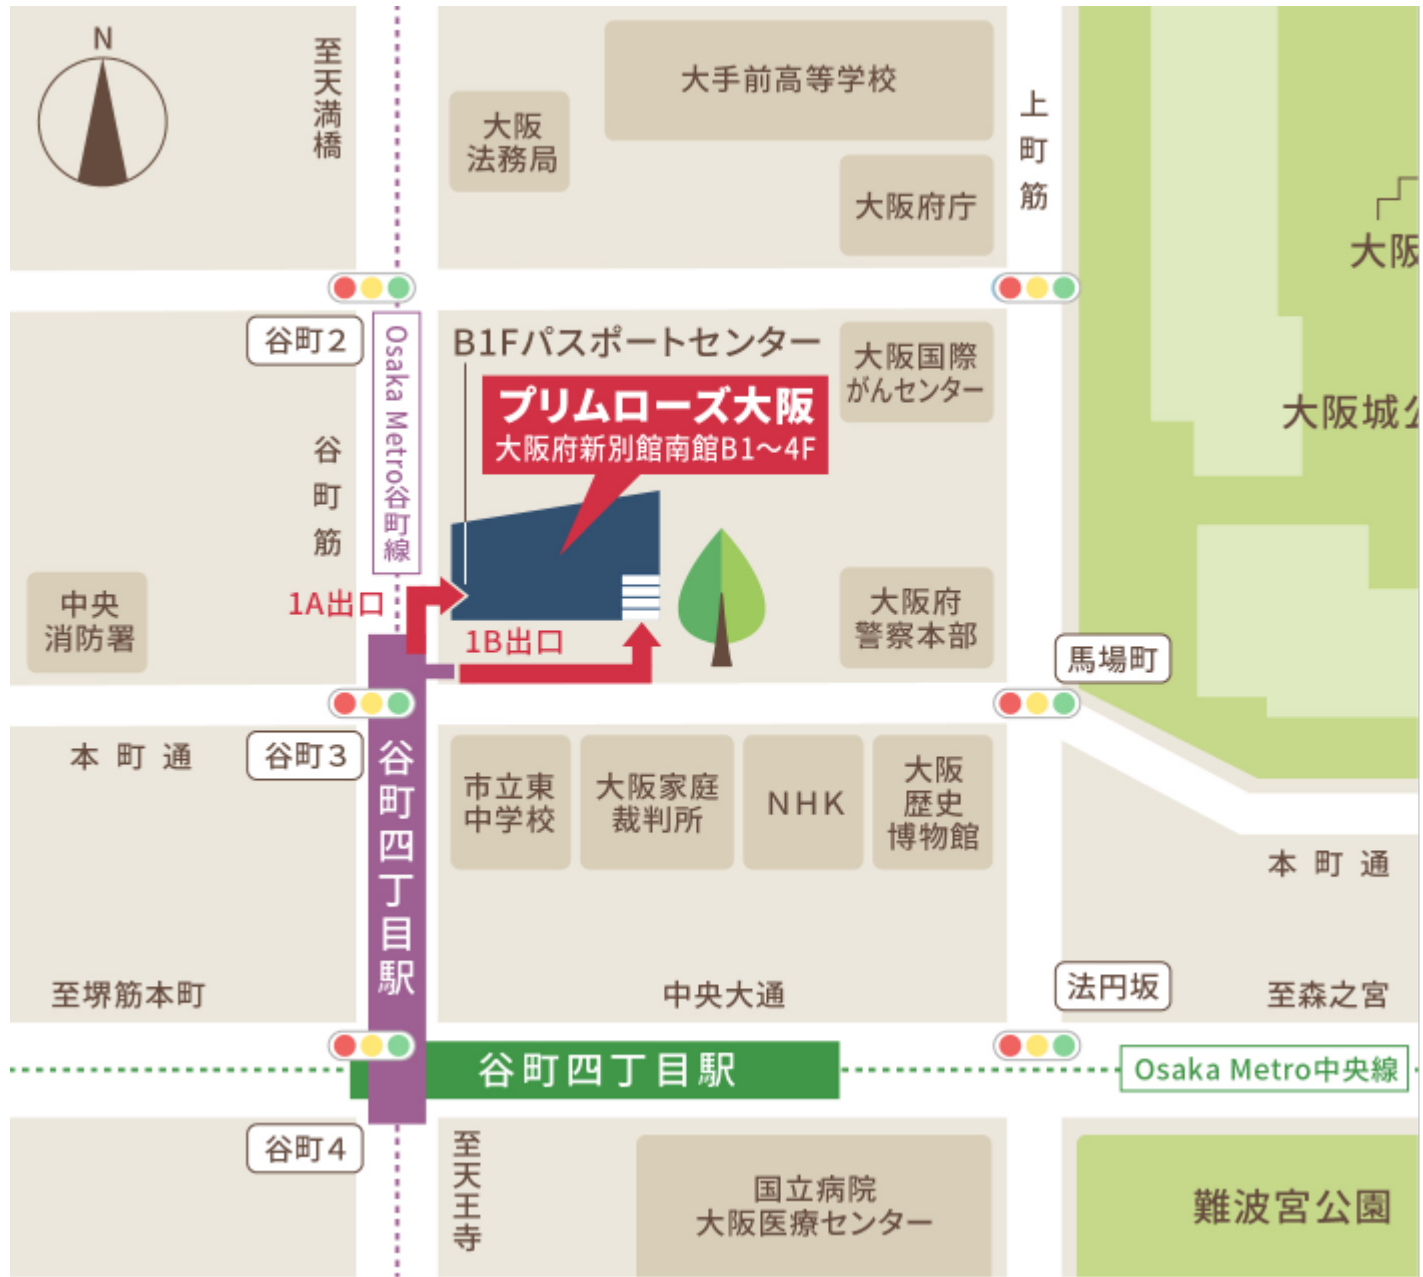 N
至天満橋
大手前高等学校
大阪
法務局
上町筋
大阪府庁
大阪
谷町2
Osaka Metro谷町線
B1Fパスポートセンター
プリムローズ大阪
大阪府新別館南館B1〜4F
大阪国際
がんセンター
大阪城公
谷町筋
中央
消防署
1A出口
1B出口
大阪府
警察本部
馬場町
本町通
谷町3
谷町四丁目駅
市立東
中学校
大阪家庭
裁判所
NHK
大阪
歴史
博物館
本町通
至堺筋本町
中央大通
法円坂
至森之宮
谷町四丁目駅
Osaka Metro中央線
谷町4
至天王寺
国立病院
大阪医療センター
難波宮公園